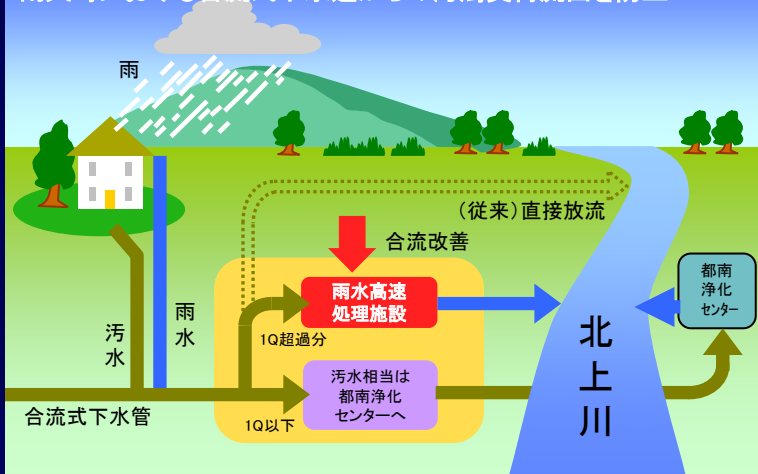 雨
(従来)直接放流
合流改善
雨水高速
処理施設
都南
浄化
センター
雨水
汚水
1Q超過分
北上川
汚水相当は
都南浄化
センターへ
合流式下水管
1Q以下